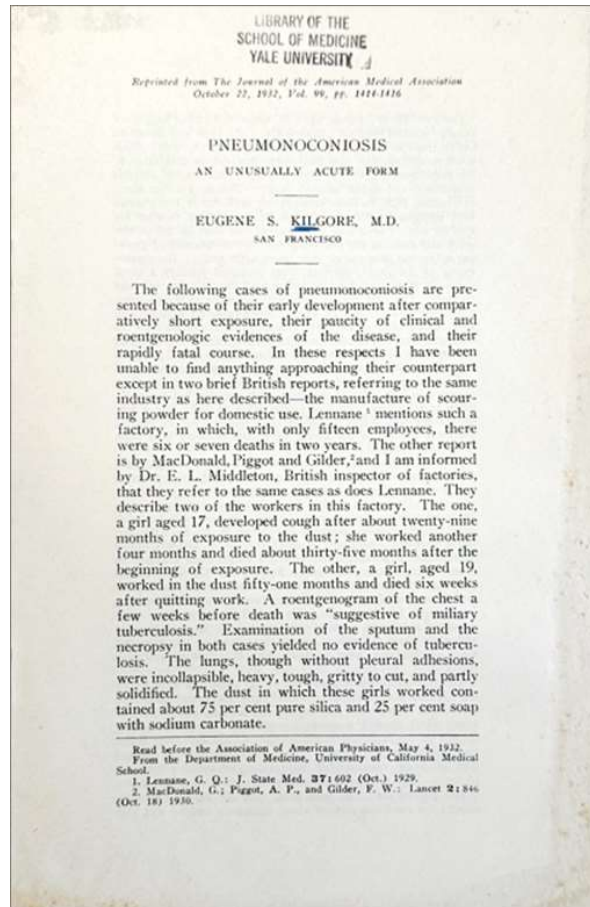 LIBRARY OF THE
SCHOOL OF MEDICINE
YALE UNIVERSITY
Reprinted from The Journal of the American Medical Association
October 22, 1932, Vol. 99, pp. 1414-1416
PNEUMONOCONIOSIS
AN UNUSUALLY ACUTE FORM
EUGENE S. KILGORE, M.D.
SAN FRANCISCO
The following cases of pneumonoconiosis are pre-
sented because of their early development after compar-
atively short exposure, their paucity of clinical and
roentgenologic evidences of the disease, and their
rapidly fatal course. In these respects I have been
unable to find anything approaching their counterpart
except in two brief British reports, referring to the same
industry as here described—the manufacture of scour-
ing powder for domestic use. Lennane ¹ mentions such a
factory, in which, with only fifteen employees, there
were six or seven deaths in two years. The other report
is by MacDonald, Piggot and Gilder,² and I am informed
by Dr. E. L. Middleton, British inspector of factories,
that they refer to the same cases as does Lennane. They
describe two of the workers in this factory. The one,
a girl aged 17, developed cough after about twenty-nine
months of exposure to the dust; she worked another
four months and died about thirty-five months after the
beginning of exposure. The other, a girl, aged 19,
worked in the dust fifty-one months and died six weeks
after quitting work. A roentgenogram of the chest a
few weeks before death was "suggestive of miliary
tuberculosis." Examination of the sputum and the
necropsy in both cases yielded no evidence of tubercu-
losis. The lungs, though without pleural adhesions,
were incollapsible, heavy, tough, gritty to cut, and partly
solidified. The dust in which these girls worked con-
tained about 75 per cent pure silica and 25 per cent soap
with sodium carbonate.
Read before the Association of American Physicians, May 4, 1932.
From the Department of Medicine, University of California Medical
School.
1. Lennane, G. Q.: J. State Med. 37: 602 (Oct.) 1929.
2. MacDonald, G.; Piggot, A. P., and Gilder, F. W.: Lancet 2: 846
(Oct. 18) 1930.